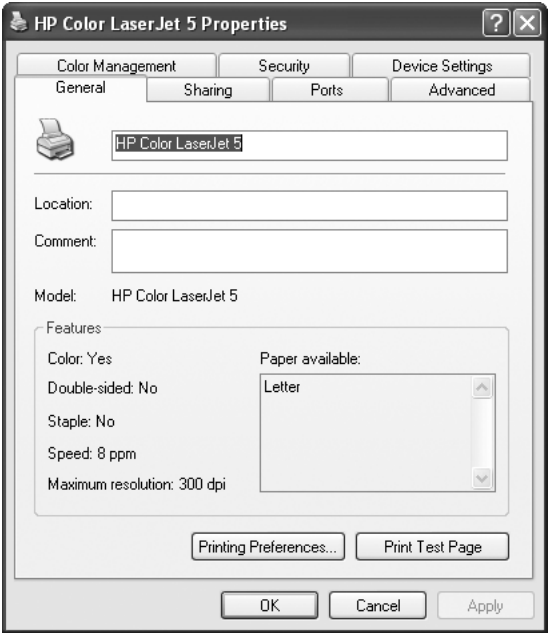 HP Color LaserJet 5 Properties
Color Management Security Device Settings
General Sharing Ports Advanced
HP Color LaserJet 5
Location:
Comment:
Model: HP Color LaserJet 5
Features
Color: Yes Paper available:
Double-sided: No Letter
Staple: No
Speed: 8 ppm
Maximum resolution: 300 dpi
Printing Preferences... Print Test Page
OK Cancel Apply